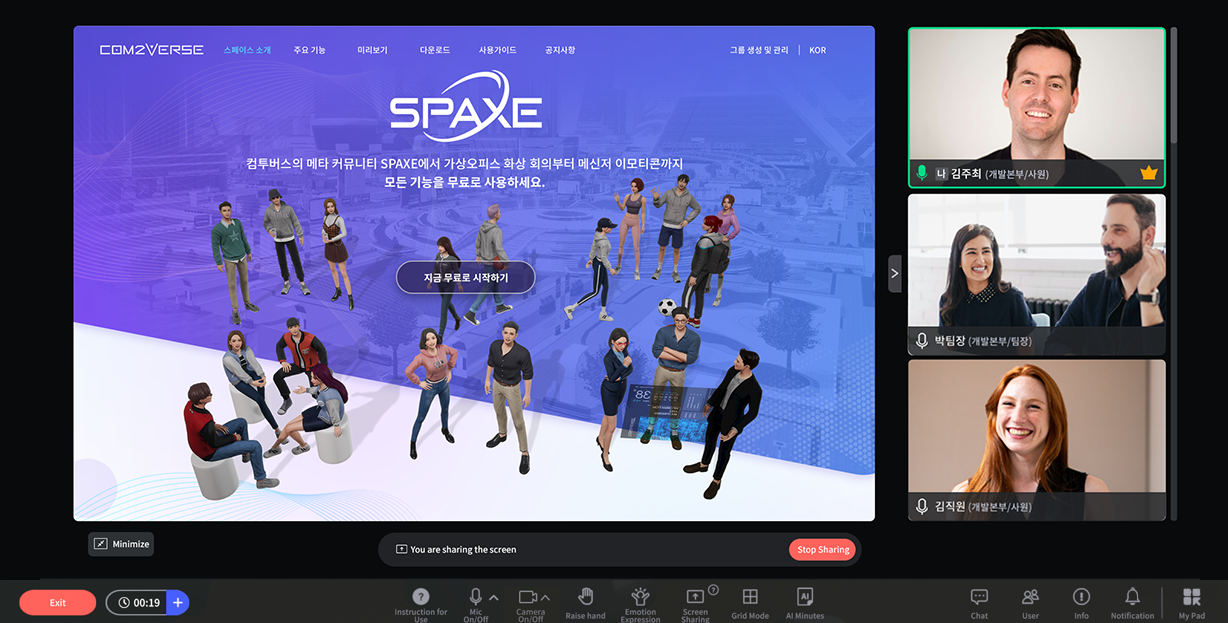 COM2VERSE
스페이스 소개 주요 기능 미리보기 다운로드 사용가이드 공지사항 그룹 생성 및 관리 | KOR
SPAXE
컴투버스의 메타 커뮤니티 SPAXE에서 가상오피스 화상 회의부터 메신저 이모티콘까지
모든 기능을 무료로 사용하세요.
지금 무료로 시작하기
나 김주최 (개발본부/사원)
박팀장 (개발본부/팀장)
김직원 (개발본부/사원)
Minimize
You are sharing the screen
Stop Sharing
Exit
00:19 +
Instruction for
Use
Mic
On/Off
Camera
On/Off
Raise hand
Emotion
Expression
Screen
Sharing
Grid Mode
AI
AI Minutes
Chat
User
Info
Notification
My Pad